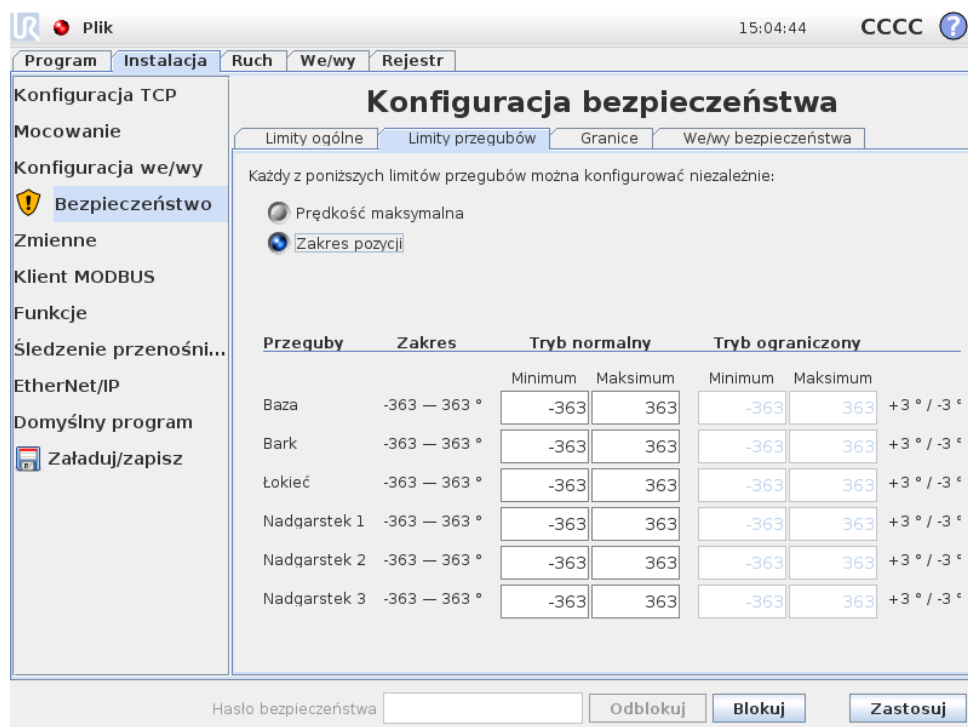 UR Plik 15:04:44 CCCC ?
Program Instalacja Ruch We/wy Rejestr
Konfiguracja TCP
Mocowanie
Konfiguracja we/wy
Bezpieczeństwo
Zmienne
Klient MODBUS
Funkcje
Śledzenie przenośni...
EtherNet/IP
Domyślny program
Załaduj/zapisz
Konfiguracja bezpieczeństwa
Limity ogólne Limity przegubów Granice We/wy bezpieczeństwa
Każdy z poniższych limitów przegubów można konfigurować niezależnie:
Prędkość maksymalna
Zakres pozycji
Przeguby Zakres Tryb normalny Tryb ograniczony
Minimum Maksimum Minimum Maksimum
Baza -363 — 363 ° -363 363 -363 363 +3 ° / -3 °
Bark -363 — 363 ° -363 363 -363 363 +3 ° / -3 °
Łokieć -363 — 363 ° -363 363 -363 363 +3 ° / -3 °
Nadgarstek 1 -363 — 363 ° -363 363 -363 363 +3 ° / -3 °
Nadgarstek 2 -363 — 363 ° -363 363 -363 363 +3 ° / -3 °
Nadgarstek 3 -363 — 363 ° -363 363 -363 363 +3 ° / -3 °
Hasło bezpieczeństwa Odblokuj Blokuj Zastosuj